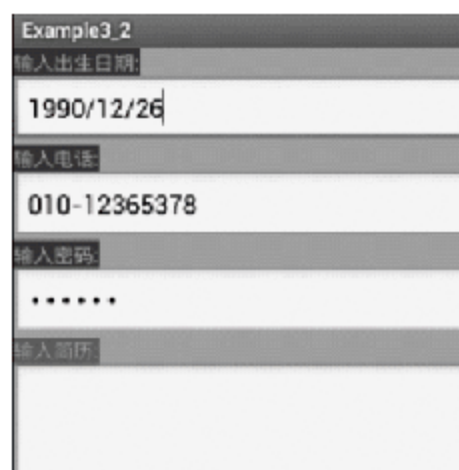 Example3_2
输入出生日期:
1990/12/26
输入电话:
010-12365378
输入密码:
••••••
输入简历: